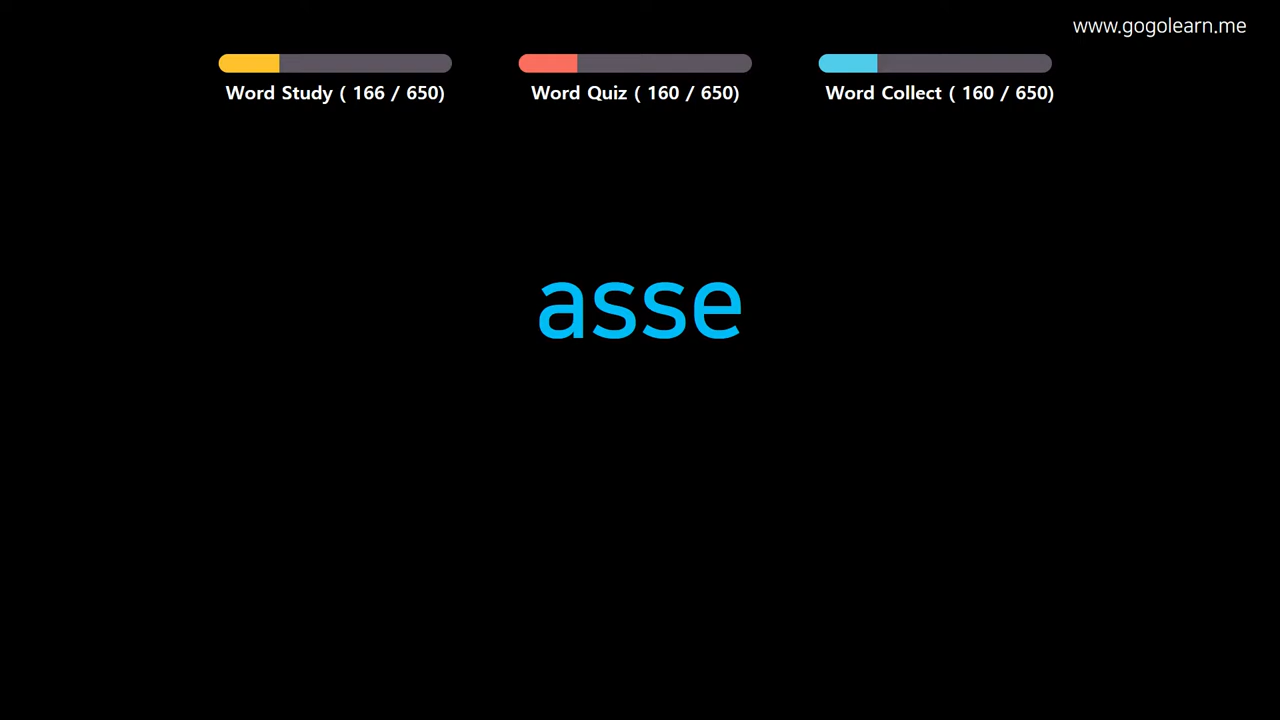 www.gogolearn.me
Word Study ( 166 / 650)
Word Quiz ( 160 / 650)
Word Collect ( 160 / 650)
asse